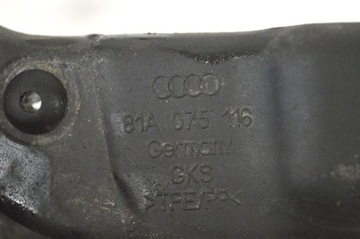 81A 075 116
Germany
GKS
>TPE/PP<